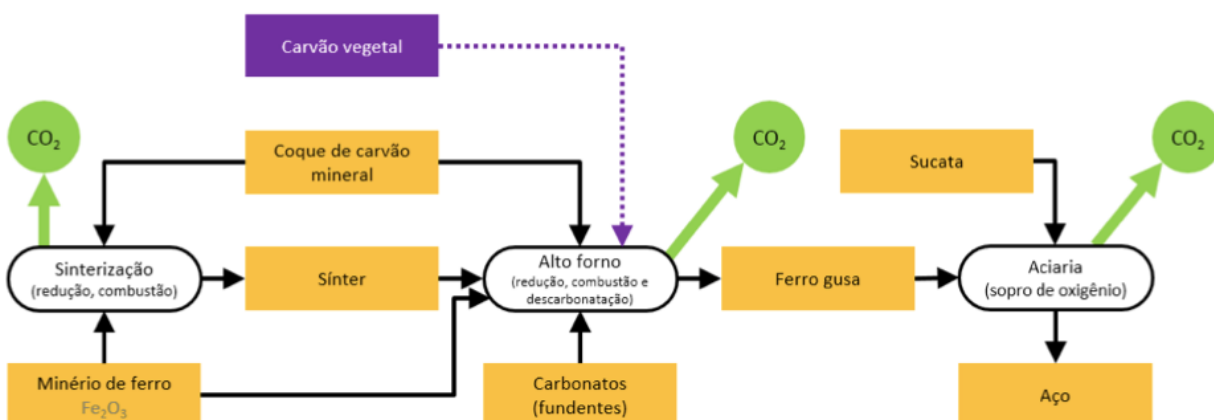 Carvão vegetal
CO₂
Coque de carvão
mineral
CO₂
Sucata
CO₂
Sinterização
(redução, combustão)
Sínter
Alto forno
(redução, combustão e
descarbonatação)
Ferro gusa
Aciaria
(sopro de oxigênio)
Minério de ferro
Fe₂O₃
Carbonatos
(fundentes)
Aço